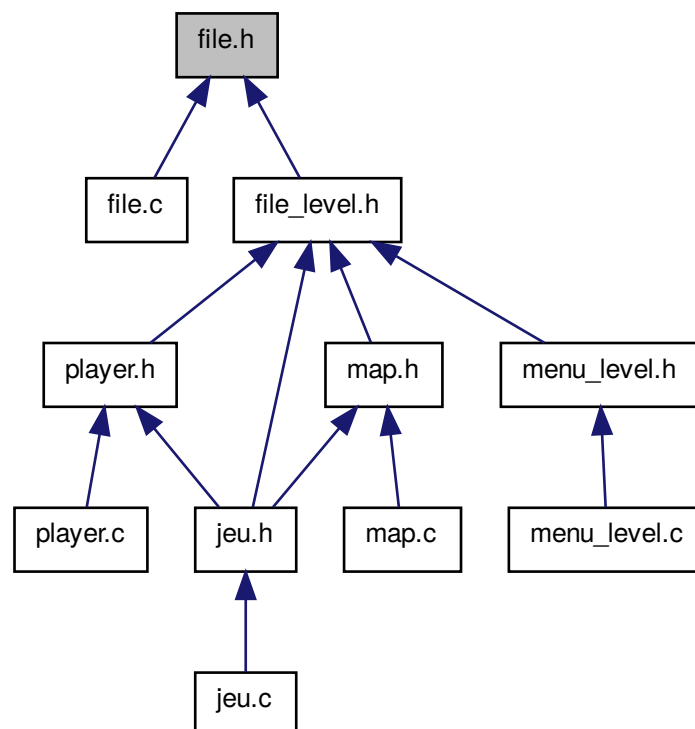 file.h
file.c
file_level.h
player.h
map.h
menu_level.h
player.c
jeu.h
map.c
menu_level.c
jeu.c